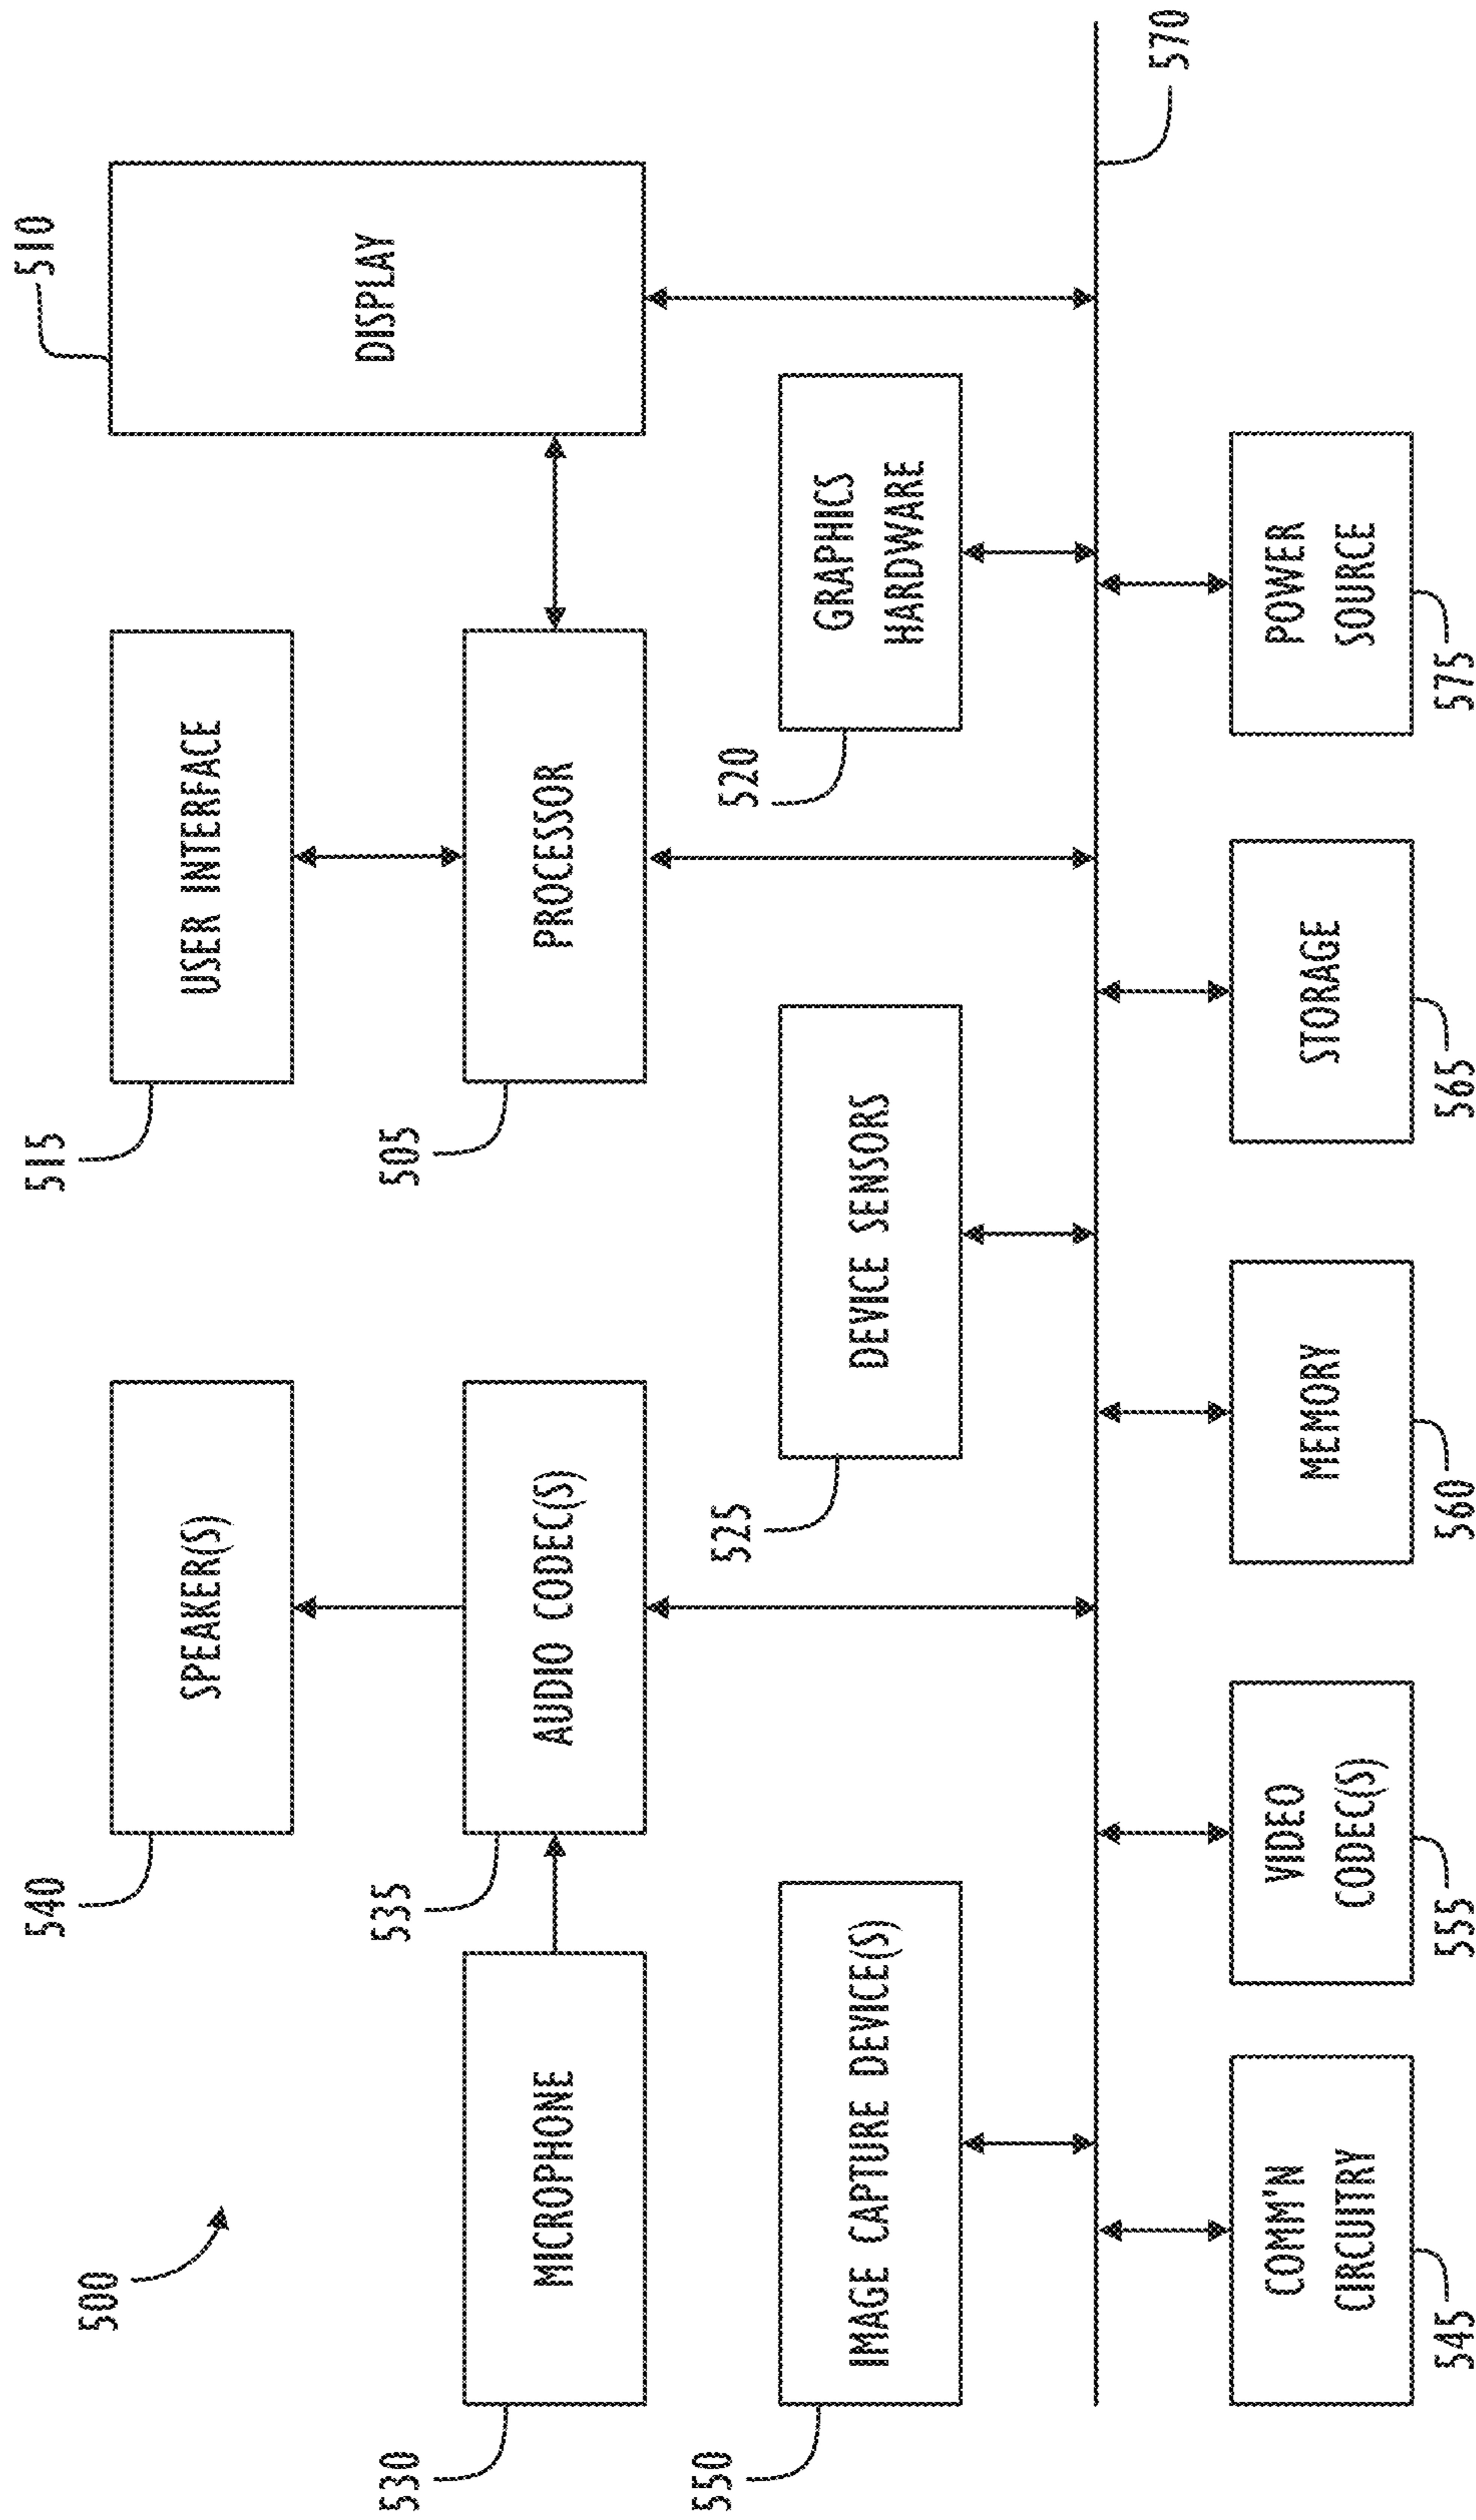 500
540
SPEAKER(S)
515
USER INTERFACE
510
DISPLAY
530
MICROPHONE
535
AUDIO CODEC(S)
505
PROCESSOR
550
IMAGE CAPTURE DEVICE(S)
525
DEVICE SENSORS
520
GRAPHICS
HARDWARE
570
COMM'N
CIRCUITRY
545
VIDEO
CODEC(S)
555
MEMORY
560
STORAGE
565
POWER
SOURCE
575